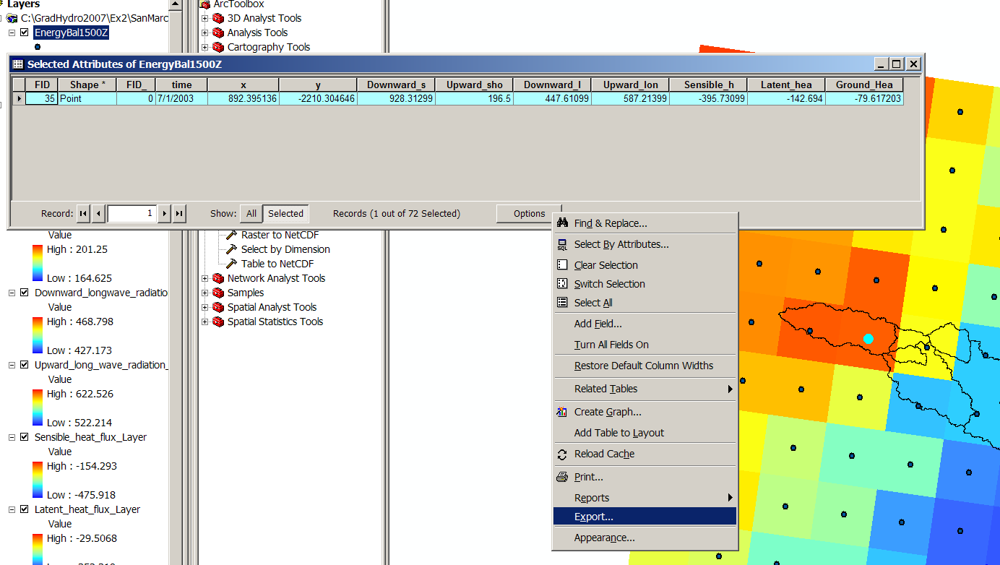 Layers
C:\GradHydro2007\Ex2\SanMarc
EnergyBal1500Z
ArcToolbox
3D Analyst Tools
Analysis Tools
Cartography Tools
Selected Attributes of EnergyBal1500Z
FID Shape * FID_ time x y Downward_s Upward_sho Downward_l Upward_lon Sensible_h Latent_hea Ground_Hea
35 Point 0 7/1/2003 892.395136 -2210.304646 928.31299 196.5 447.61099 587.21399 -395.73099 -142.694 -79.617203
Record: 1 Show: All Selected Records (1 out of 72 Selected) Options
Value
High : 201.25
Low : 164.625
Downward_longwave_radiation
Value
High : 468.798
Low : 427.173
Upward_long_wave_radiation_
Value
High : 622.526
Low : 522.214
Sensible_heat_flux_Layer
Value
High : -154.293
Low : -475.918
Latent_heat_flux_Layer
Value
High : -29.5068
Raster to NetCDF
Select by Dimension
Table to NetCDF
Network Analyst Tools
Samples
Spatial Analyst Tools
Spatial Statistics Tools
Find & Replace...
SQL
Select By Attributes...
Clear Selection
Switch Selection
Select All
Add Field...
Turn All Fields On
Restore Default Column Widths
Related Tables
Create Graph...
Add Table to Layout
Reload Cache
Print...
Reports
Export...
Appearance...